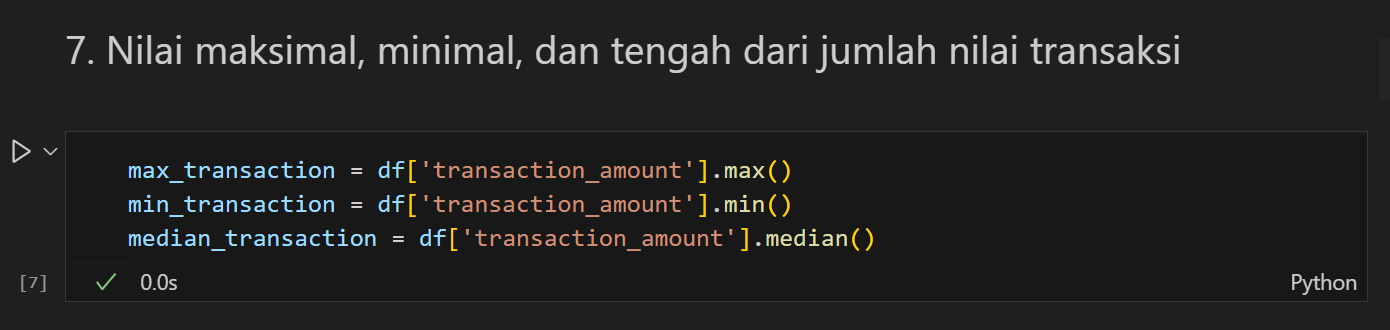 7. Nilai maksimal, minimal, dan tengah dari jumlah nilai transaksi
max_transaction = df['transaction_amount'].max()
min_transaction = df['transaction_amount'].min()
median_transaction = df['transaction_amount'].median()
[7] 0.0s Python